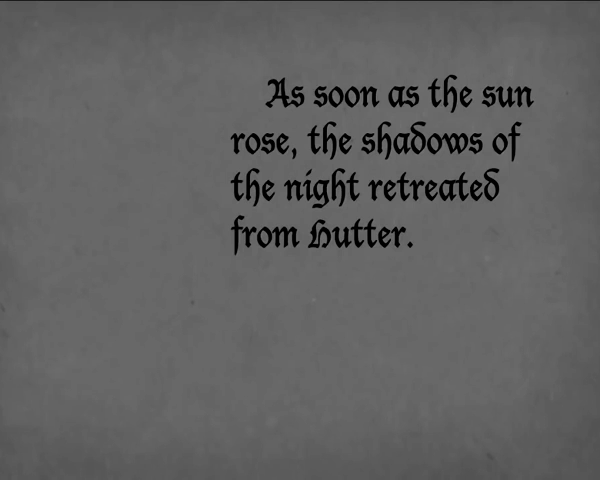 As soon as the sun
rose, the shadows of
the night retreated
from Hutter.